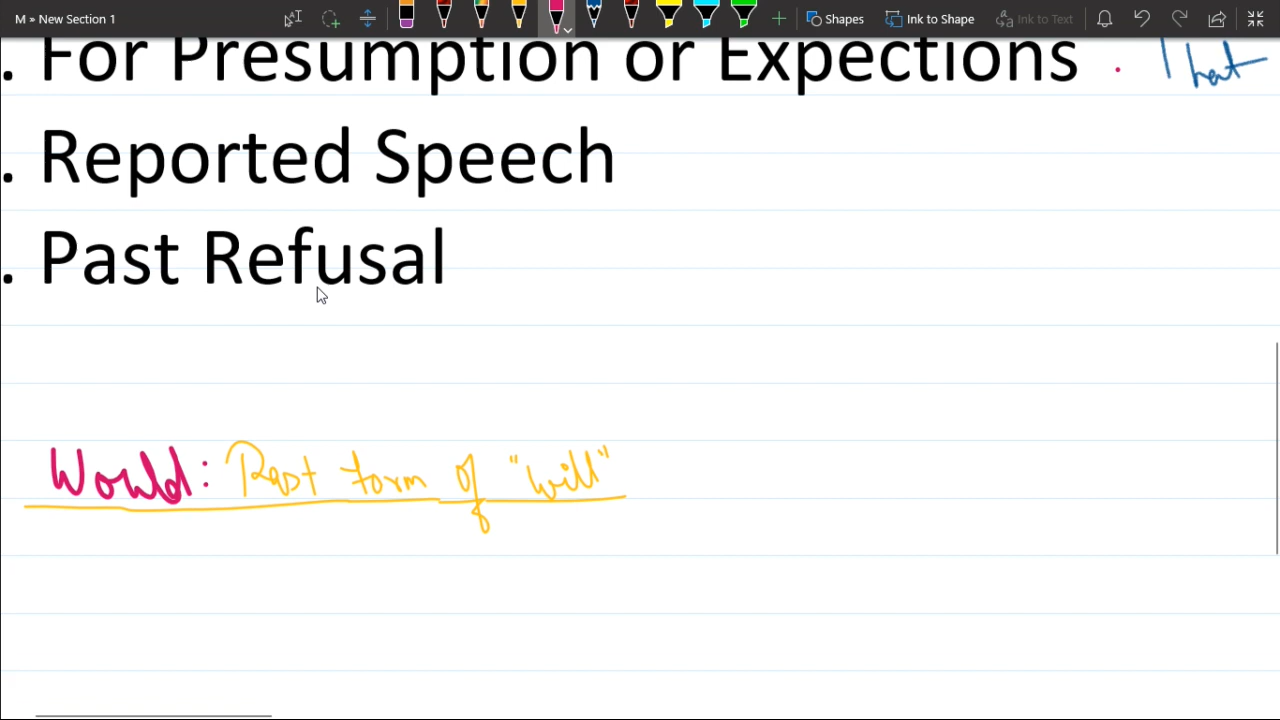 M » New Section 1 Shapes Ink to Shape Ink to Text
. For Presumption or Expections . That
. Reported Speech
. Past Refusal
Would: Past form of "will"